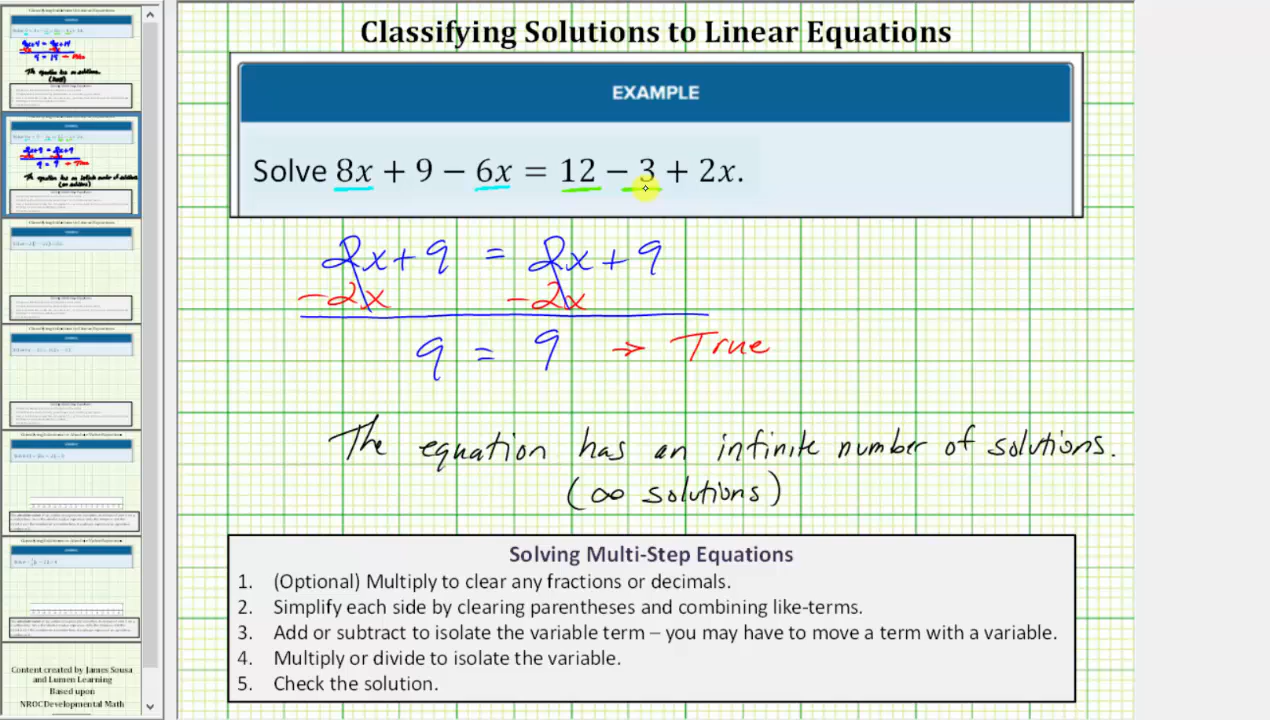 Classifying Solutions to Linear Equations
EXAMPLE
Solve 8x + 9 − 6x = 12 − 3 + 2x.
2x + 9 = 2x + 9
−2x −2x
9 = 9 → True
The equation has an infinite number of solutions.
(∞ solutions)
Solving Multi-Step Equations
1. (Optional) Multiply to clear any fractions or decimals.
2. Simplify each side by clearing parentheses and combining like-terms.
3. Add or subtract to isolate the variable term – you may have to move a term with a variable.
4. Multiply or divide to isolate the variable.
5. Check the solution.
Content created by James Sousa
and Lumen Learning
Based upon
NROCDevelopmental Math